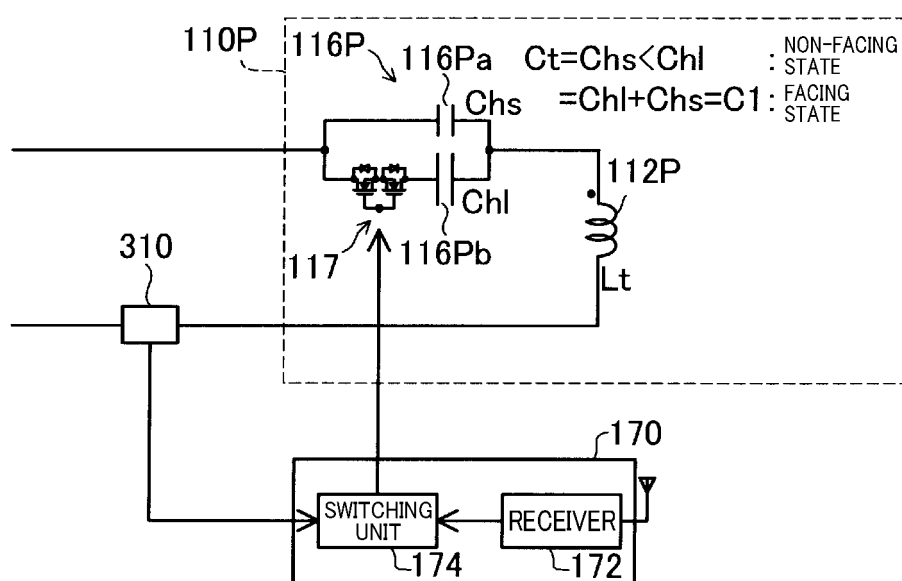 110P
116P
116Pa
Ct=Chs<Chl : NON-FACING STATE
=Chl+Chs=C1: FACING STATE
Chs
112P
Chl
117
116Pb
Lt
310
170
SWITCHING
UNIT
RECEIVER
174
172